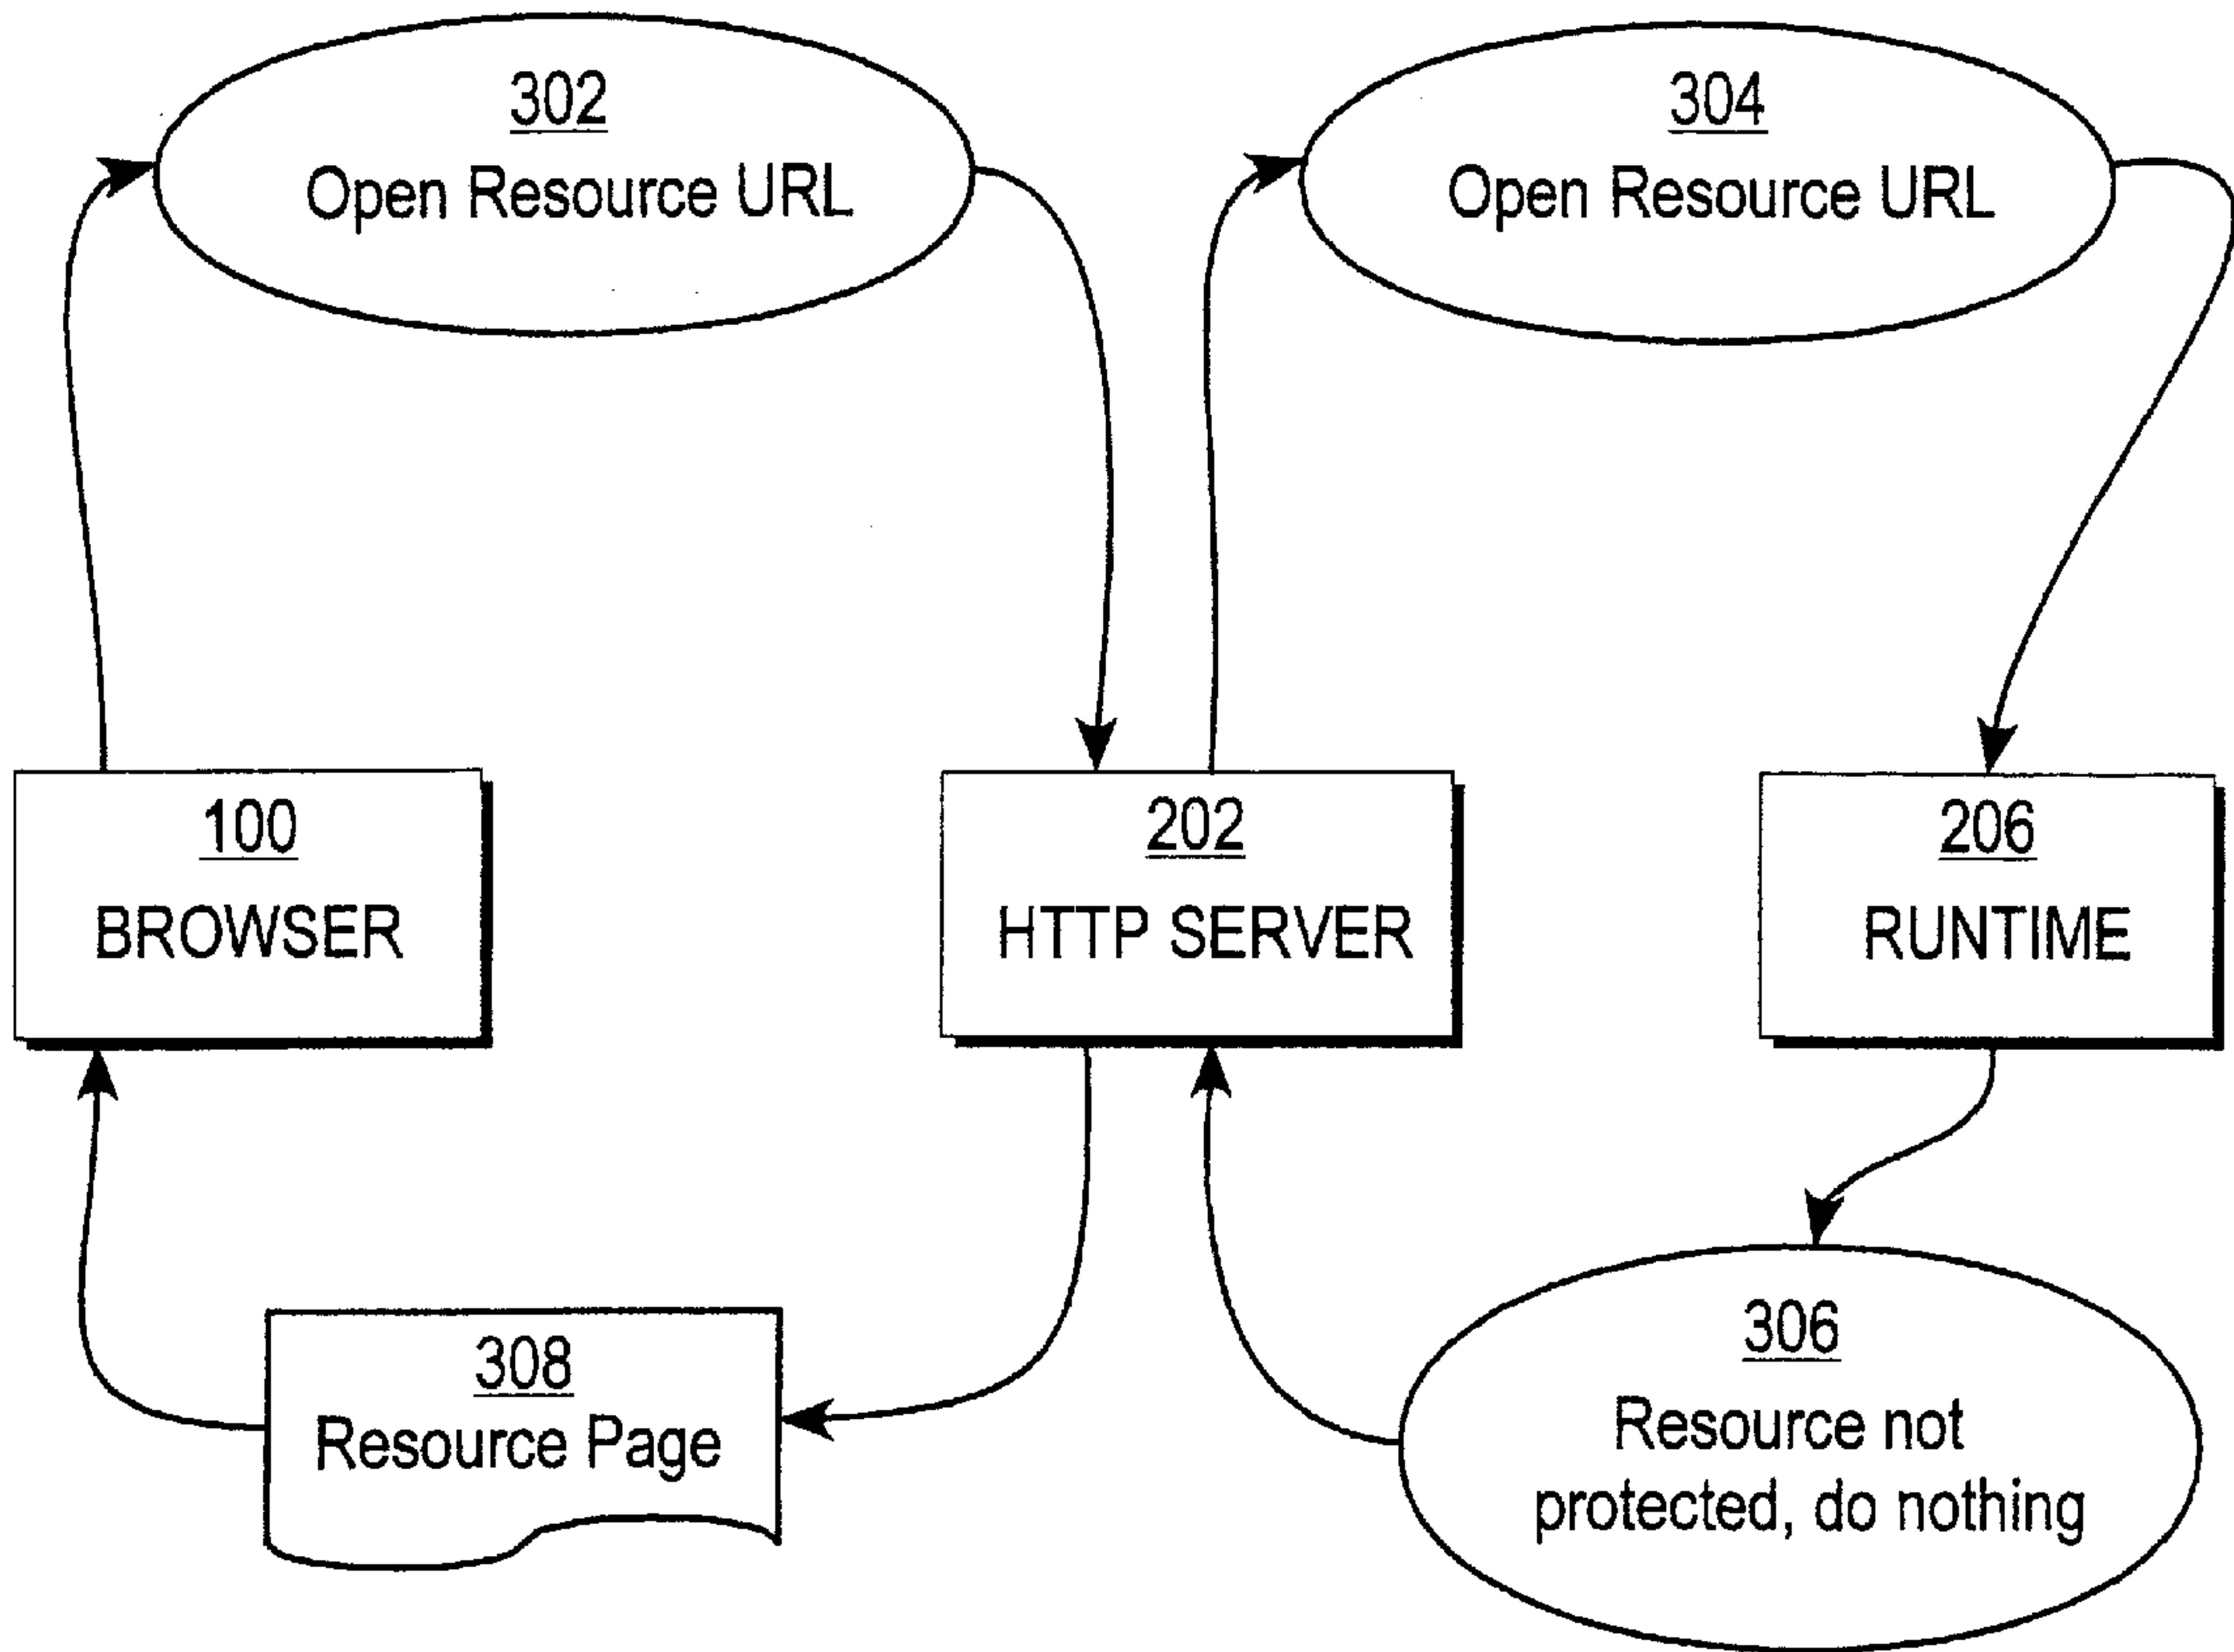 302
Open Resource URL
304
Open Resource URL
100
BROWSER
202
HTTP SERVER
206
RUNTIME
308
Resource Page
306
Resource not
protected, do nothing